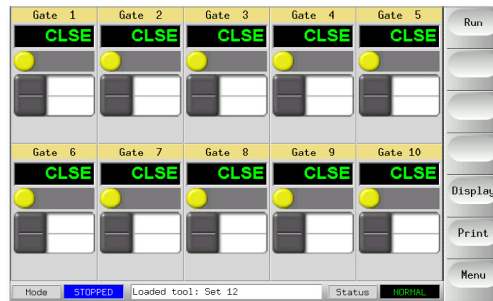 Gate 1 Gate 2 Gate 3 Gate 4 Gate 5 Run
CLSE CLSE CLSE CLSE CLSE
Gate 6 Gate 7 Gate 8 Gate 9 Gate 10
CLSE CLSE CLSE CLSE CLSE
Display
Print
Menu
Mode STOPPED Loaded tool: Set 12 Status NORMAL